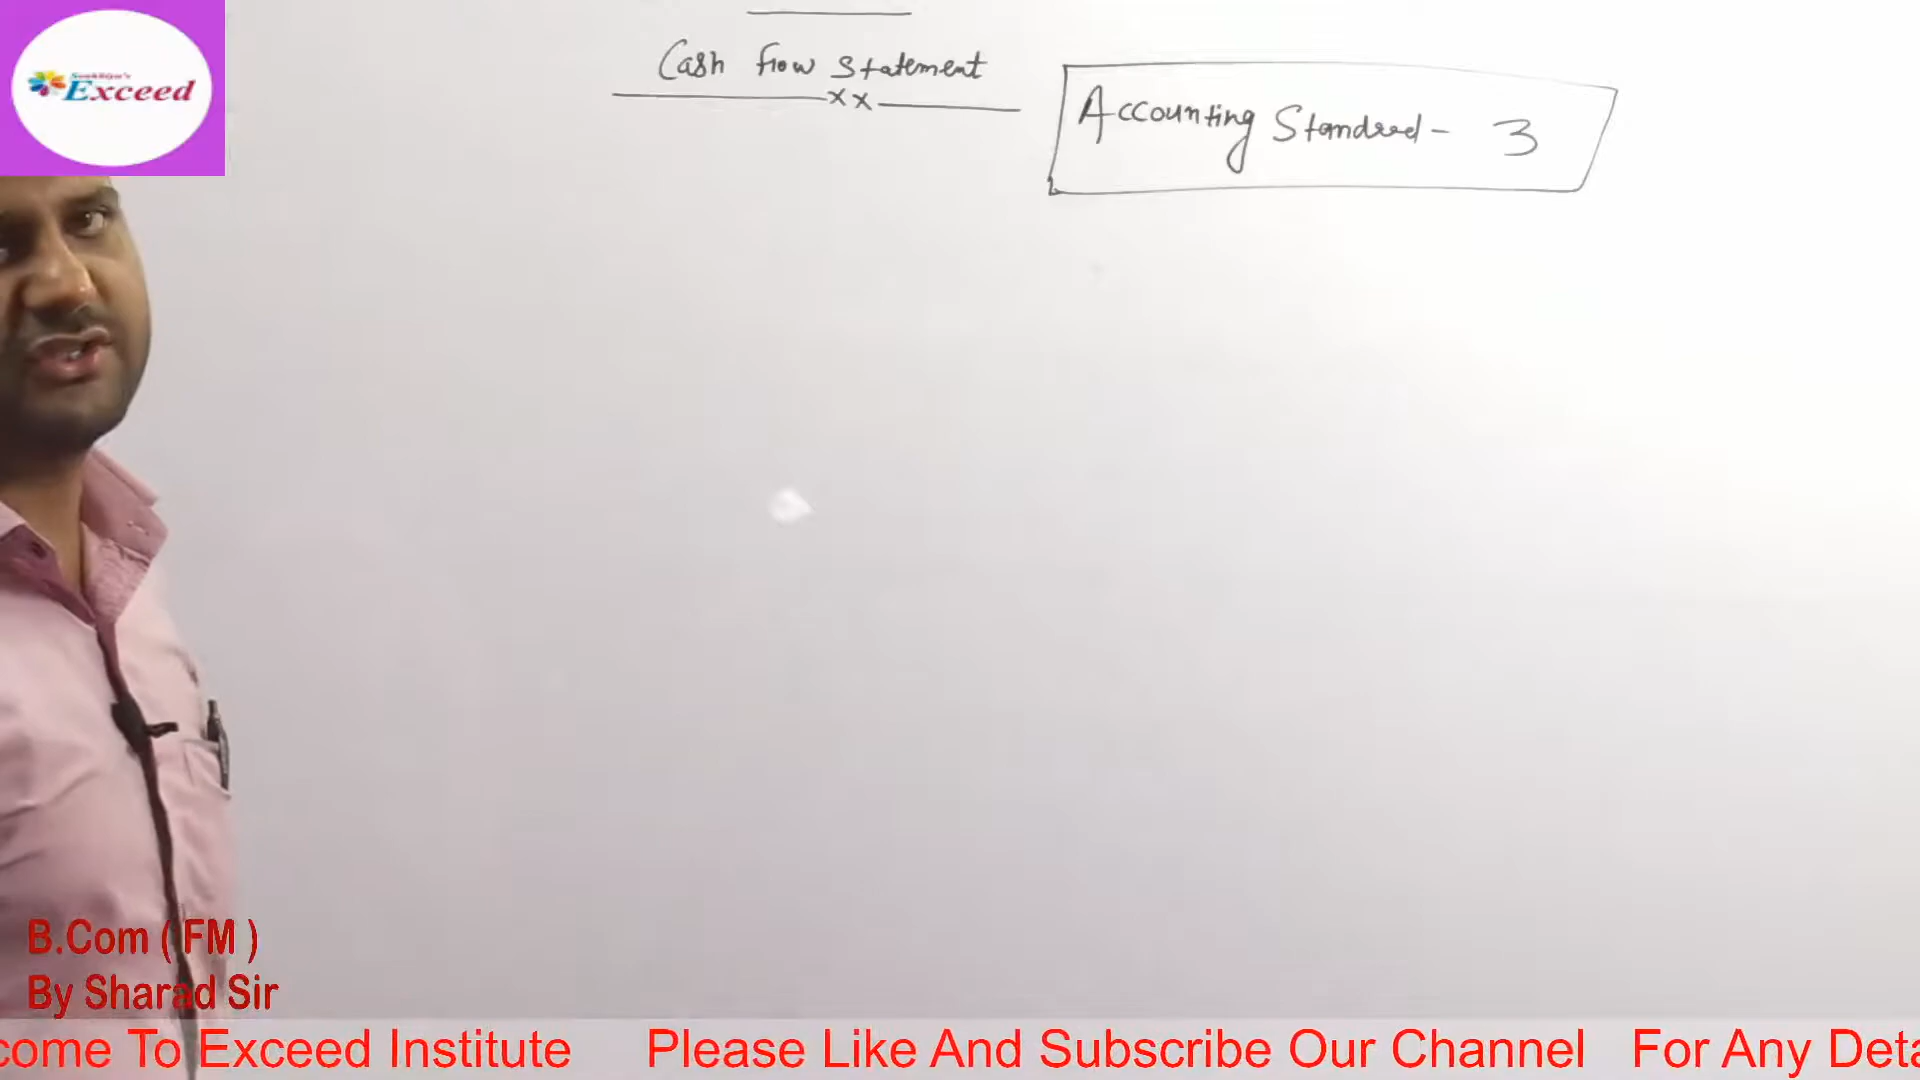 Soukhiya's
Exceed
Cash Flow Statement
xx
Accounting Standard - 3
B.Com ( FM )
By Sharad Sir
come To Exceed Institute Please Like And Subscribe Our Channel For Any Deta